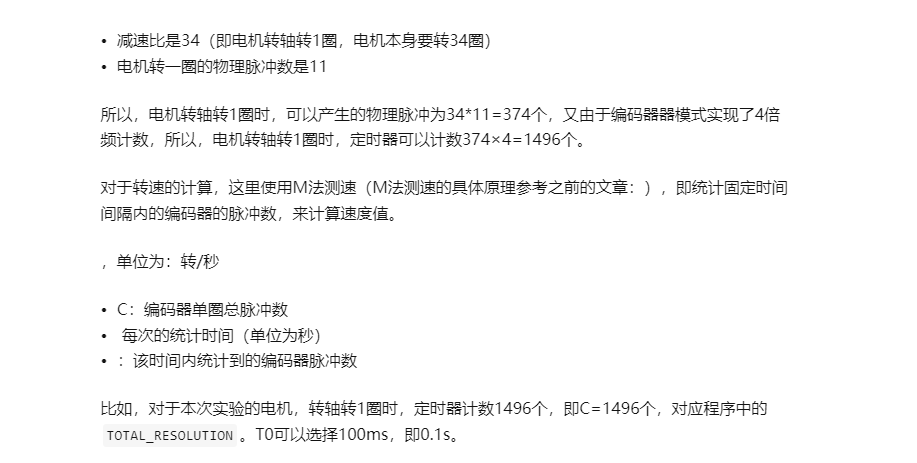 • 减速比是34（即电机转轴转1圈，电机本身要转34圈）
• 电机转一圈的物理脉冲数是11
所以，电机转轴转1圈时，可以产生的物理脉冲为34*11=374个，又由于编码器器模式实现了4倍
频计数，所以，电机转轴转1圈时，定时器可以计数374×4=1496个。
对于转速的计算，这里使用M法测速（M法测速的具体原理参考之前的文章：），即统计固定时间
间隔内的编码器的脉冲数，来计算速度值。
，单位为：转/秒
• C：编码器单圈总脉冲数
• 每次的统计时间（单位为秒）
• ：该时间内统计到的编码器脉冲数
比如，对于本次实验的电机，转轴转1圈时，定时器计数1496个，即C=1496个，对应程序中的
TOTAL_RESOLUTION 。T0可以选择100ms，即0.1s。